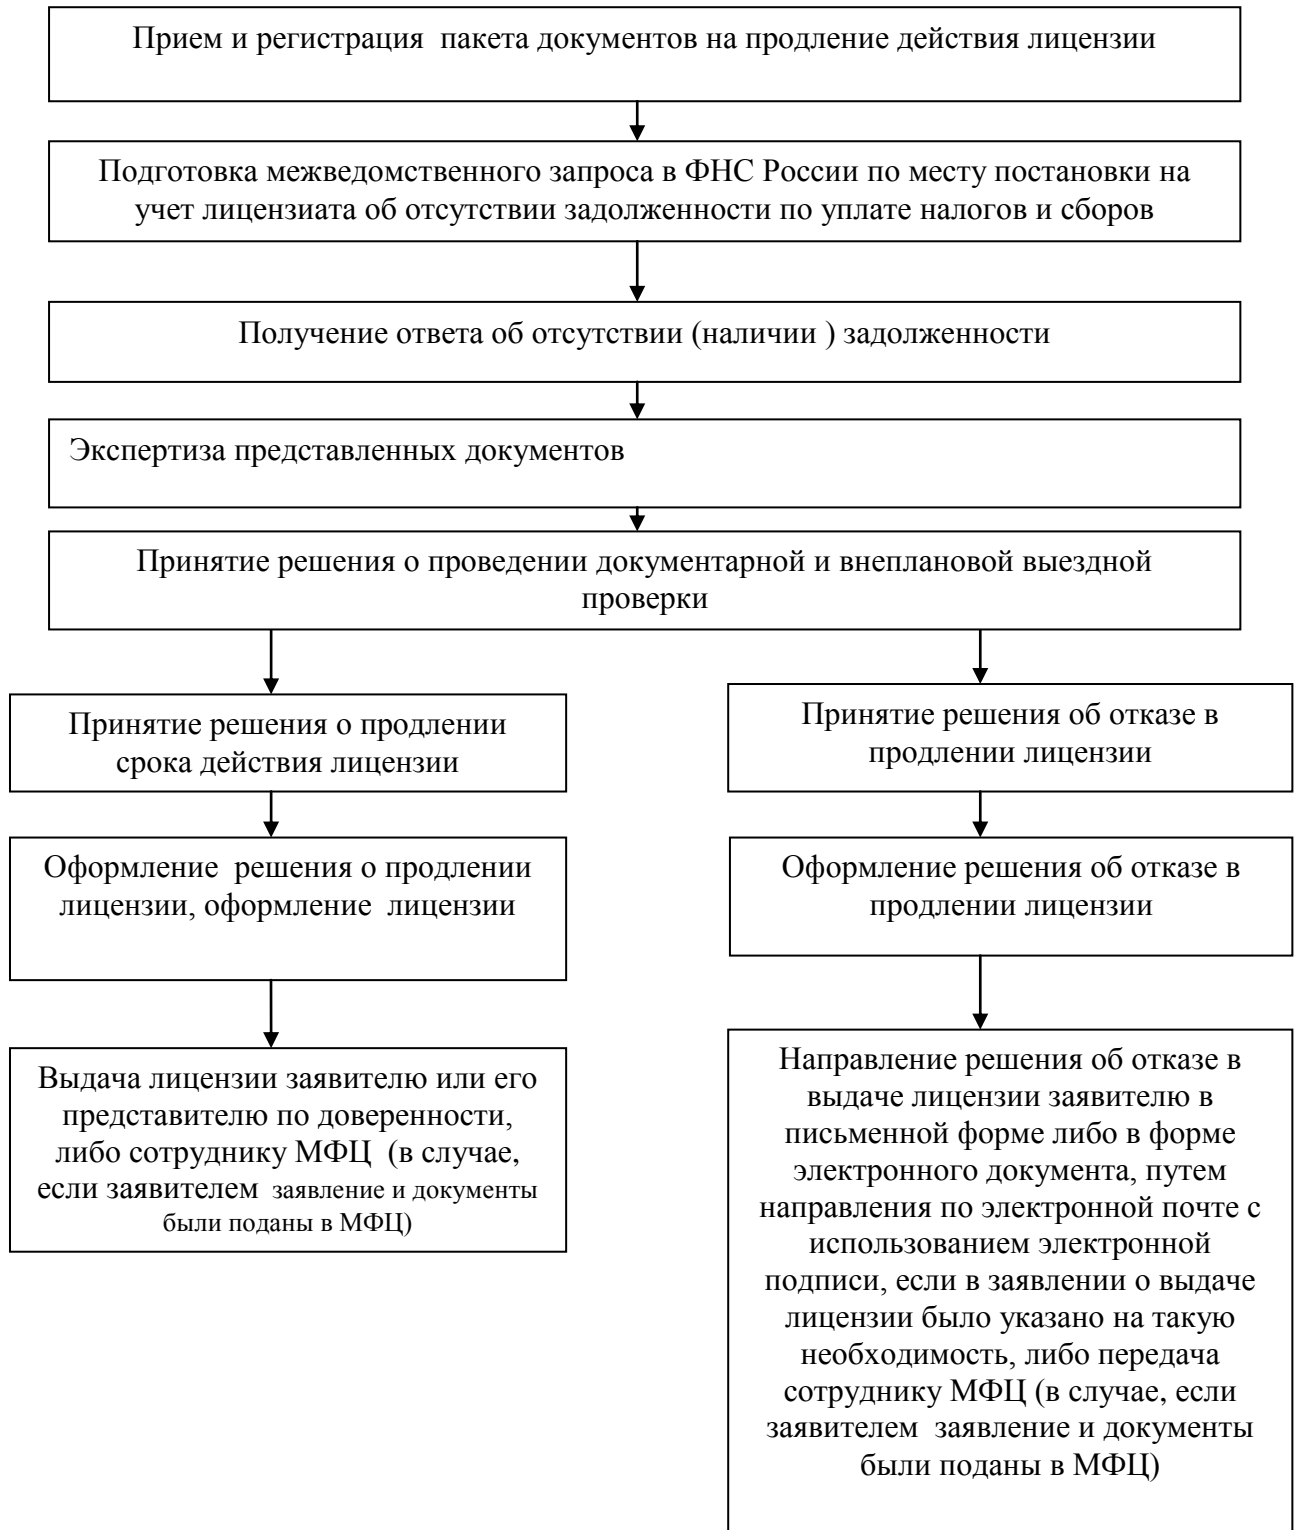 Прием и регистрация  пакета документов на продление действия лицензии
Подготовка межведомственного запроса в ФНС России по месту постановки на
учет лицензиата об отсутствии задолженности по уплате налогов и сборов
Получение ответа об отсутствии (наличии ) задолженности
Экспертиза представленных документов
Принятие решения о проведении документарной и внеплановой выездной
проверки
Принятие решения о продлении
срока действия лицензии
Оформление  решения о продлении
лицензии, оформление  лицензии
Выдача лицензии заявителю или его
представителю по доверенности,
либо сотруднику МФЦ  (в случае,
если заявителем  заявление и документы
были поданы в МФЦ)
Принятие решения об отказе в
продлении лицензии
Оформление решения об отказе в
продлении лицензии
Направление решения об отказе в
выдаче лицензии заявителю в
письменной форме либо в форме
электронного документа, путем
направления по электронной почте с
использованием электронной
подписи, если в заявлении о выдаче
лицензии было указано на такую
необходимость, либо передача
сотруднику МФЦ (в случае, если
заявителем  заявление и документы
были поданы в МФЦ)